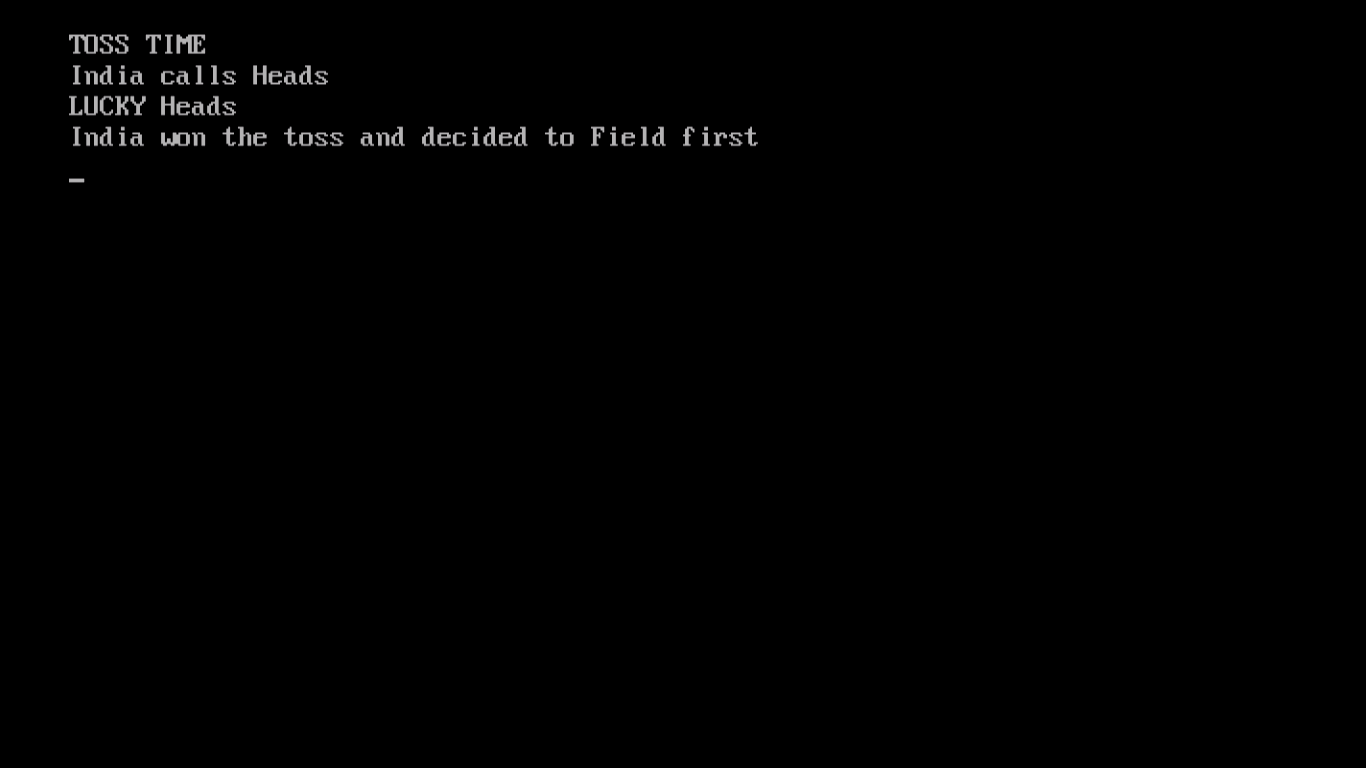 TOSS TIME
India calls Heads
LUCKY Heads
India won the toss and decided to Field first